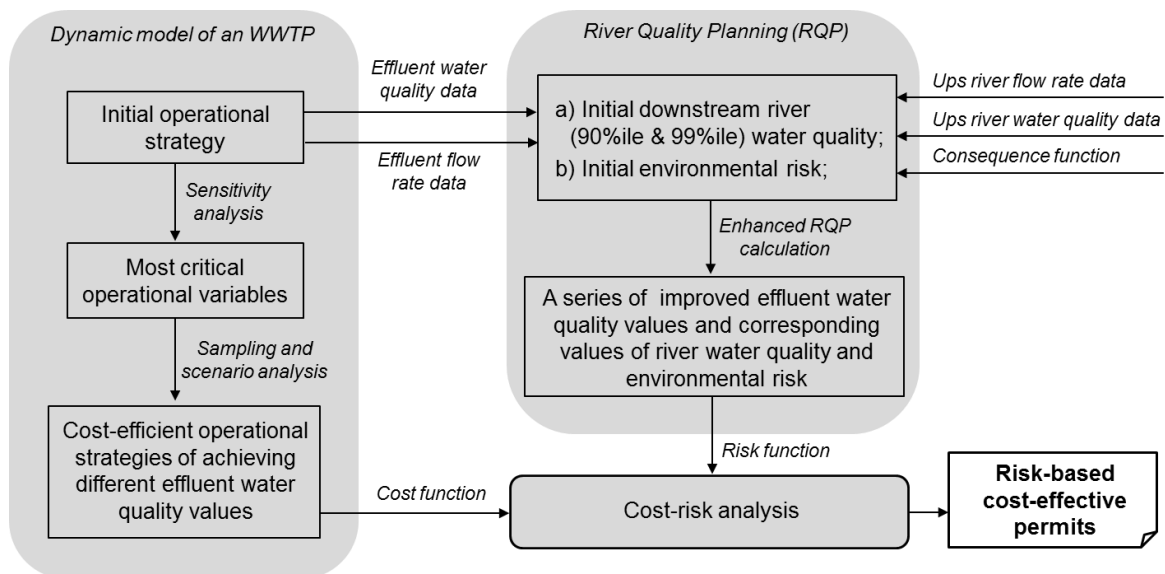 Dynamic model of an WWTP
River Quality Planning (RQP)
Initial operational
strategy
Effluent water
quality data
Effluent flow
rate data
a) Initial downstream river
(90%ile & 99%ile) water quality;
b) Initial environmental risk;
Ups river flow rate data
Ups river water quality data
Consequence function
Sensitivity
analysis
Enhanced RQP
calculation
Most critical
operational variables
A series of improved effluent water
quality values and corresponding
values of river water quality and
environmental risk
Sampling and
scenario analysis
Cost-efficient operational
strategies of achieving
different effluent water
quality values
Risk function
Cost function
Cost-risk analysis
Risk-based
cost-effective
permits